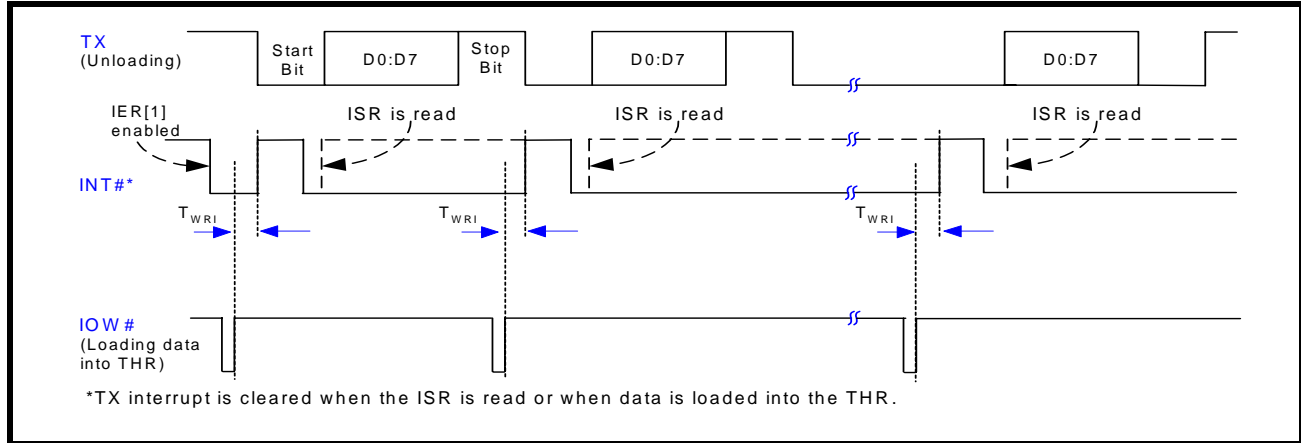 TX
(Unloading)
Start
Bit
D0:D7
Stop
Bit
D0:D7
D0:D7
IER[1]
enabled
ISR is read
ISR is read
ISR is read
INT#*
TWRI
TWRI
TWRI
IOW#
(Loading data
into THR)
*TX interrupt is cleared when the ISR is read or when data is loaded into the THR.